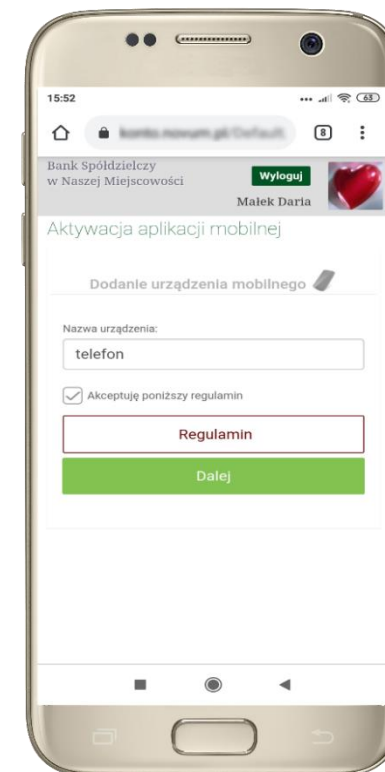 15:52
63
8
Bank Spółdzielczy
w Naszej Miejscowości
Wyloguj
Małek Daria
Aktywacja aplikacji mobilnej
Dodanie urządzenia mobilnego
Nazwa urządzenia:
telefon
Akceptuję poniższy regulamin
Regulamin
Dalej